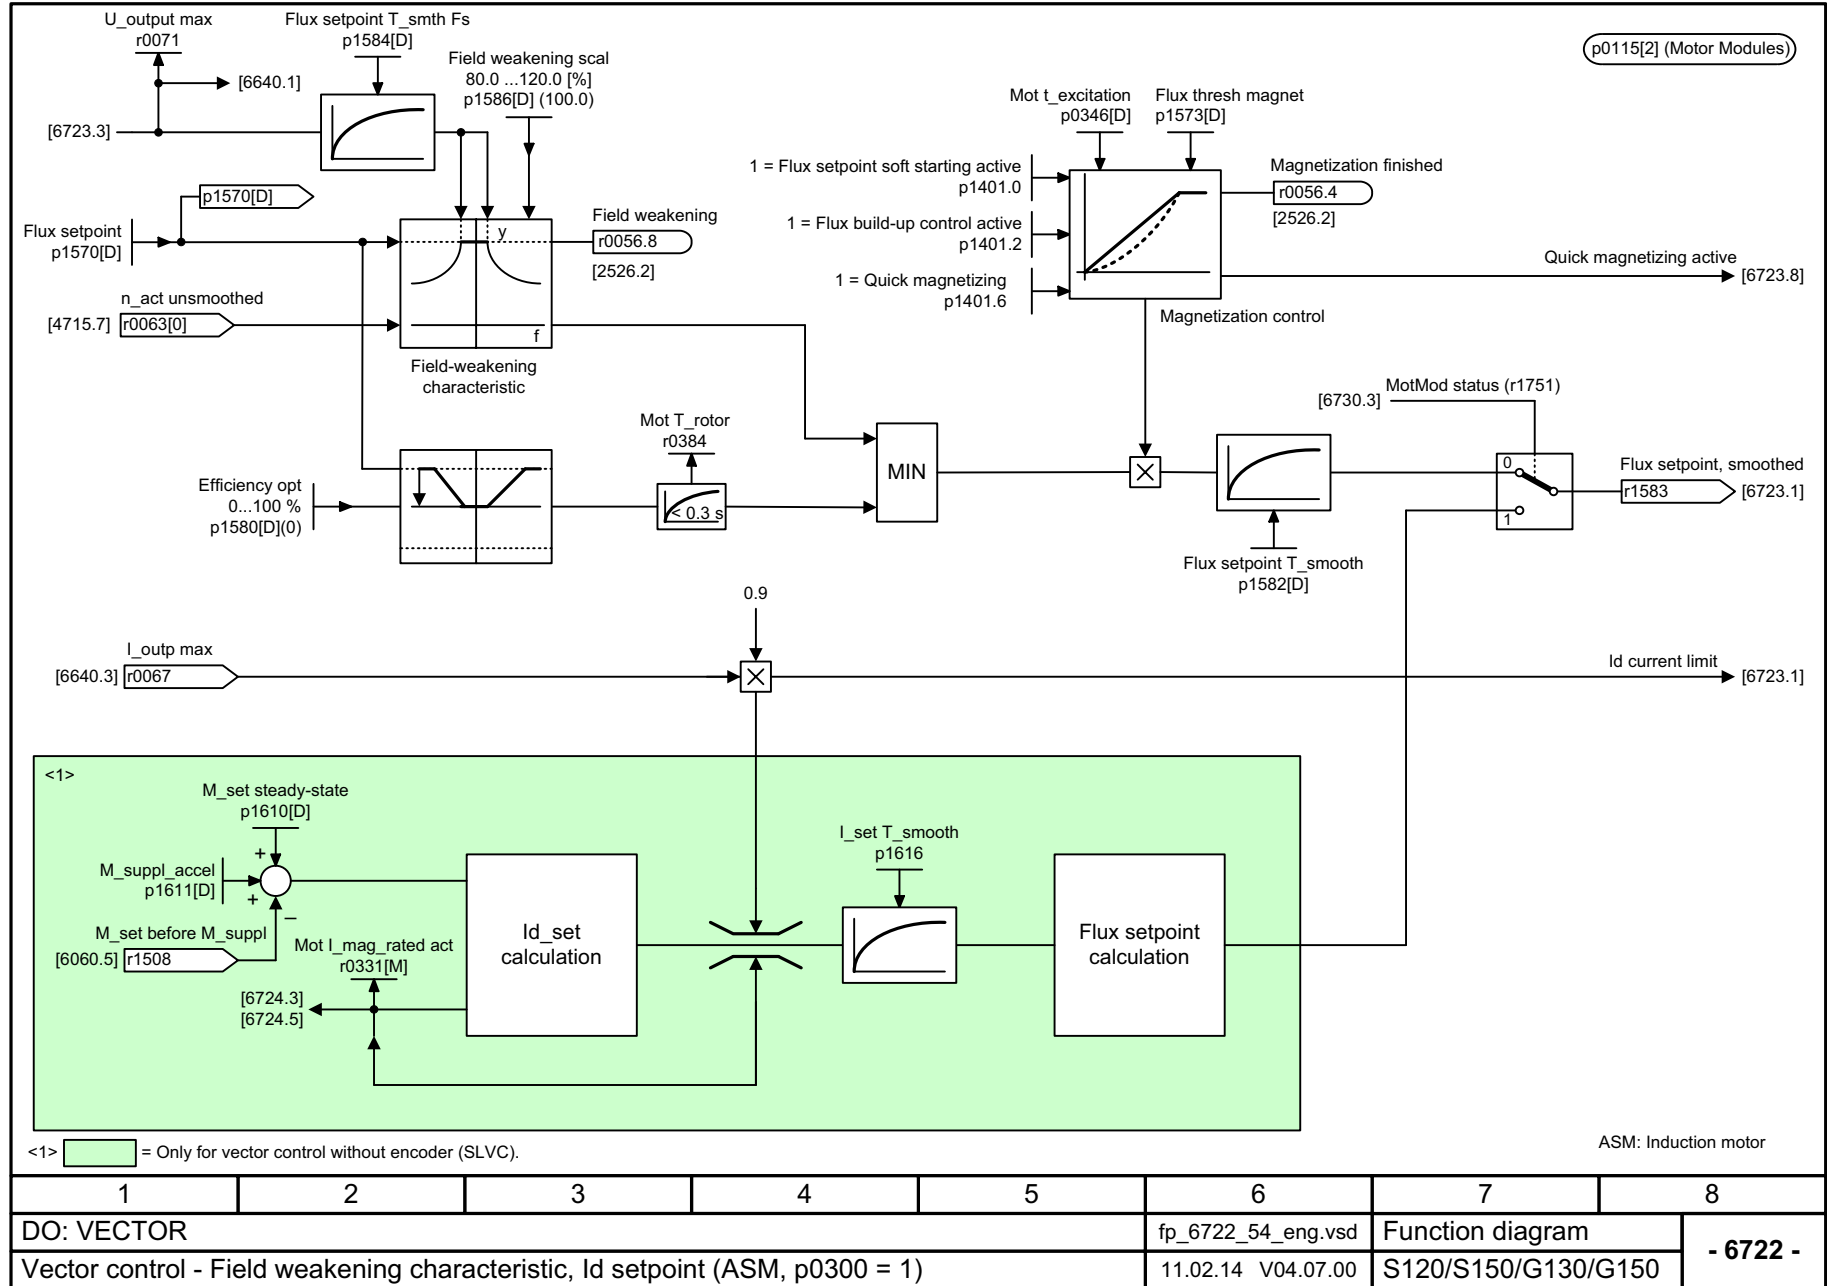 U_output max
r0071
[6640.1]
[6723.3]
Flux setpoint T_smth Fs
p1584[D]
Field weakening scal
80.0 ...120.0 [%]
p1586[D] (100.0)
p0115[2] (Motor Modules)
Mot t_excitation
p0346[D]
Flux thresh magnet
p1573[D]
1 = Flux setpoint soft starting active
p1401.0
1 = Flux build-up control active
p1401.2
1 = Quick magnetizing
p1401.6
Magnetization finished
r0056.4
[2526.2]
Quick magnetizing active
[6723.8]
Magnetization control
p1570[D]
Flux setpoint
p1570[D]
y
f
Field weakening
r0056.8
[2526.2]
n_act unsmoothed
[4715.7]
r0063[0]
Field-weakening
characteristic
Efficiency opt
0...100 %
p1580[D](0)
Mot T_rotor
r0384
< 0.3 s
MIN
MotMod status (r1751)
[6730.3]
0
1
Flux setpoint, smoothed
r1583
[6723.1]
Flux setpoint T_smooth
p1582[D]
0.9
I_outp max
[6640.3]
r0067
Id current limit
[6723.1]
<1>
M_set steady-state
p1610[D]
+
M_suppl_accel
p1611[D]
+
–
M_set before M_suppl
[6060.5]
r1508
Mot I_mag_rated act
r0331[M]
[6724.3]
[6724.5]
Id_set
calculation
I_set T_smooth
p1616
Flux setpoint
calculation
<1> = Only for vector control without encoder (SLVC).
ASM: Induction motor
1 2 3 4 5 6 7 8
DO: VECTOR
fp_6722_54_eng.vsd
Function diagram
- 6722 -
Vector control - Field weakening characteristic, Id setpoint (ASM, p0300 = 1)
11.02.14 V04.07.00
S120/S150/G130/G150